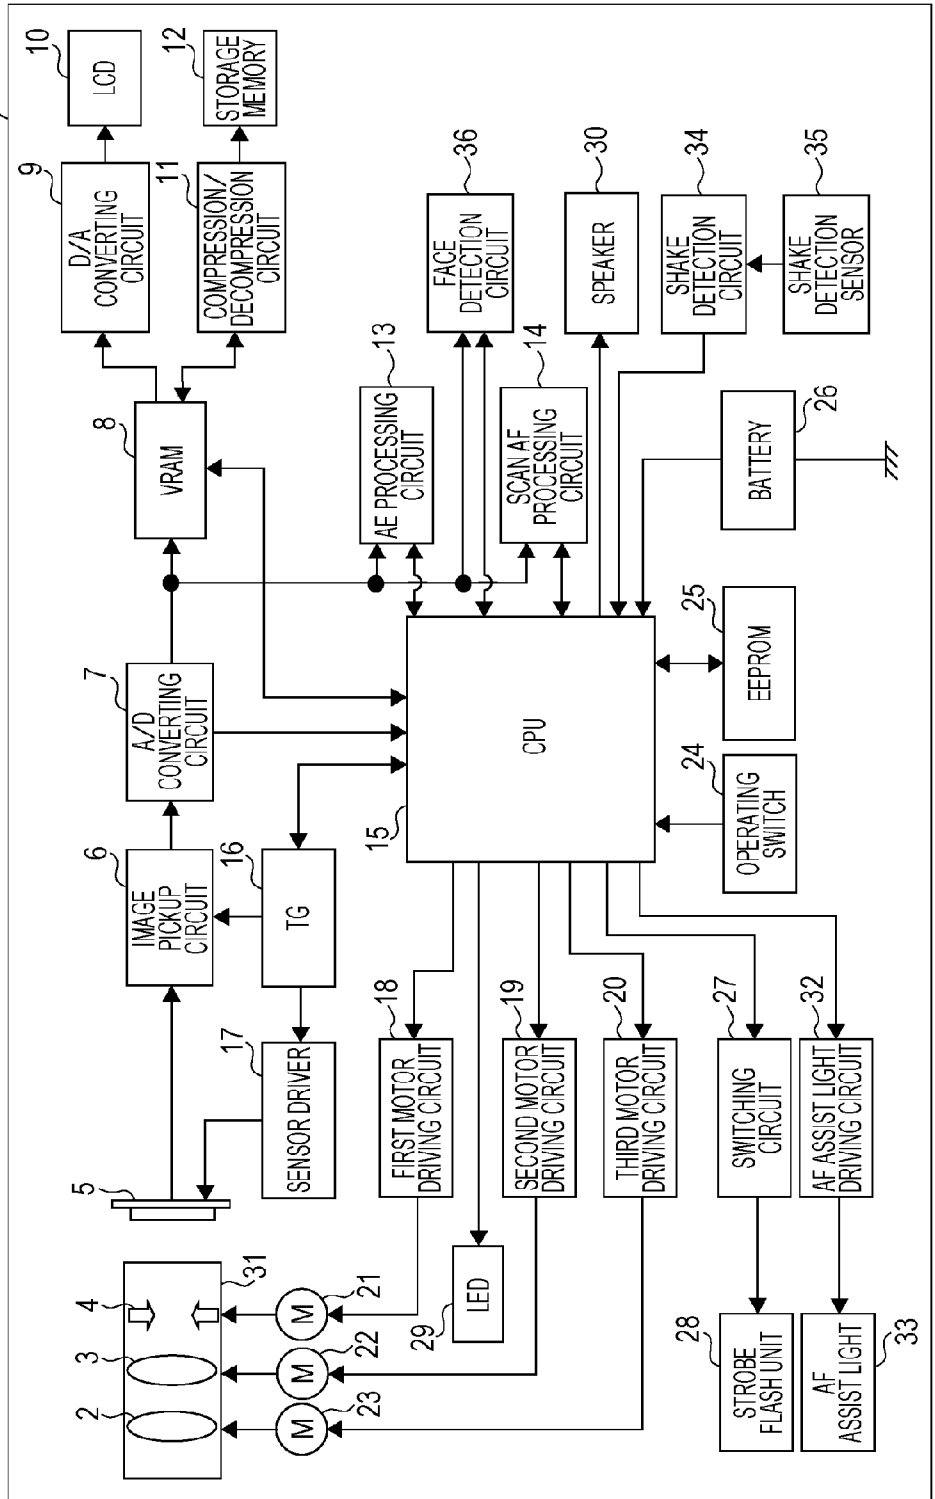 10
LCD
12
STORAGE
MEMORY
9
D/A
CONVERTING
CIRCUIT
11
COMPRESSION/
DECOMPRESSION
CIRCUIT
36
FACE
DETECTION
CIRCUIT
30
SPEAKER
34
SHAKE
DETECTION
CIRCUIT
35
SHAKE
DETECTION
SENSOR
8
VRAM
13
AE PROCESSING
CIRCUIT
14
SCAN AF
PROCESSING
CIRCUIT
26
BATTERY
7
A/D
CONVERTING
CIRCUIT
15
CPU
25
EEPROM
24
OPERATING
SWITCH
6
IMAGE
PICKUP
CIRCUIT
16
TG
17
SENSOR DRIVER
18
FIRST MOTOR
DRIVING CIRCUIT
19
SECOND MOTOR
DRIVING CIRCUIT
20
THIRD MOTOR
DRIVING CIRCUIT
27
SWITCHING
CIRCUIT
32
AF ASSIST LIGHT
DRIVING CIRCUIT
5
4
3
2
31
21
M
22
M
23
M
29
LED
28
STROBE
FLASH UNIT
33
AF
ASSIST LIGHT